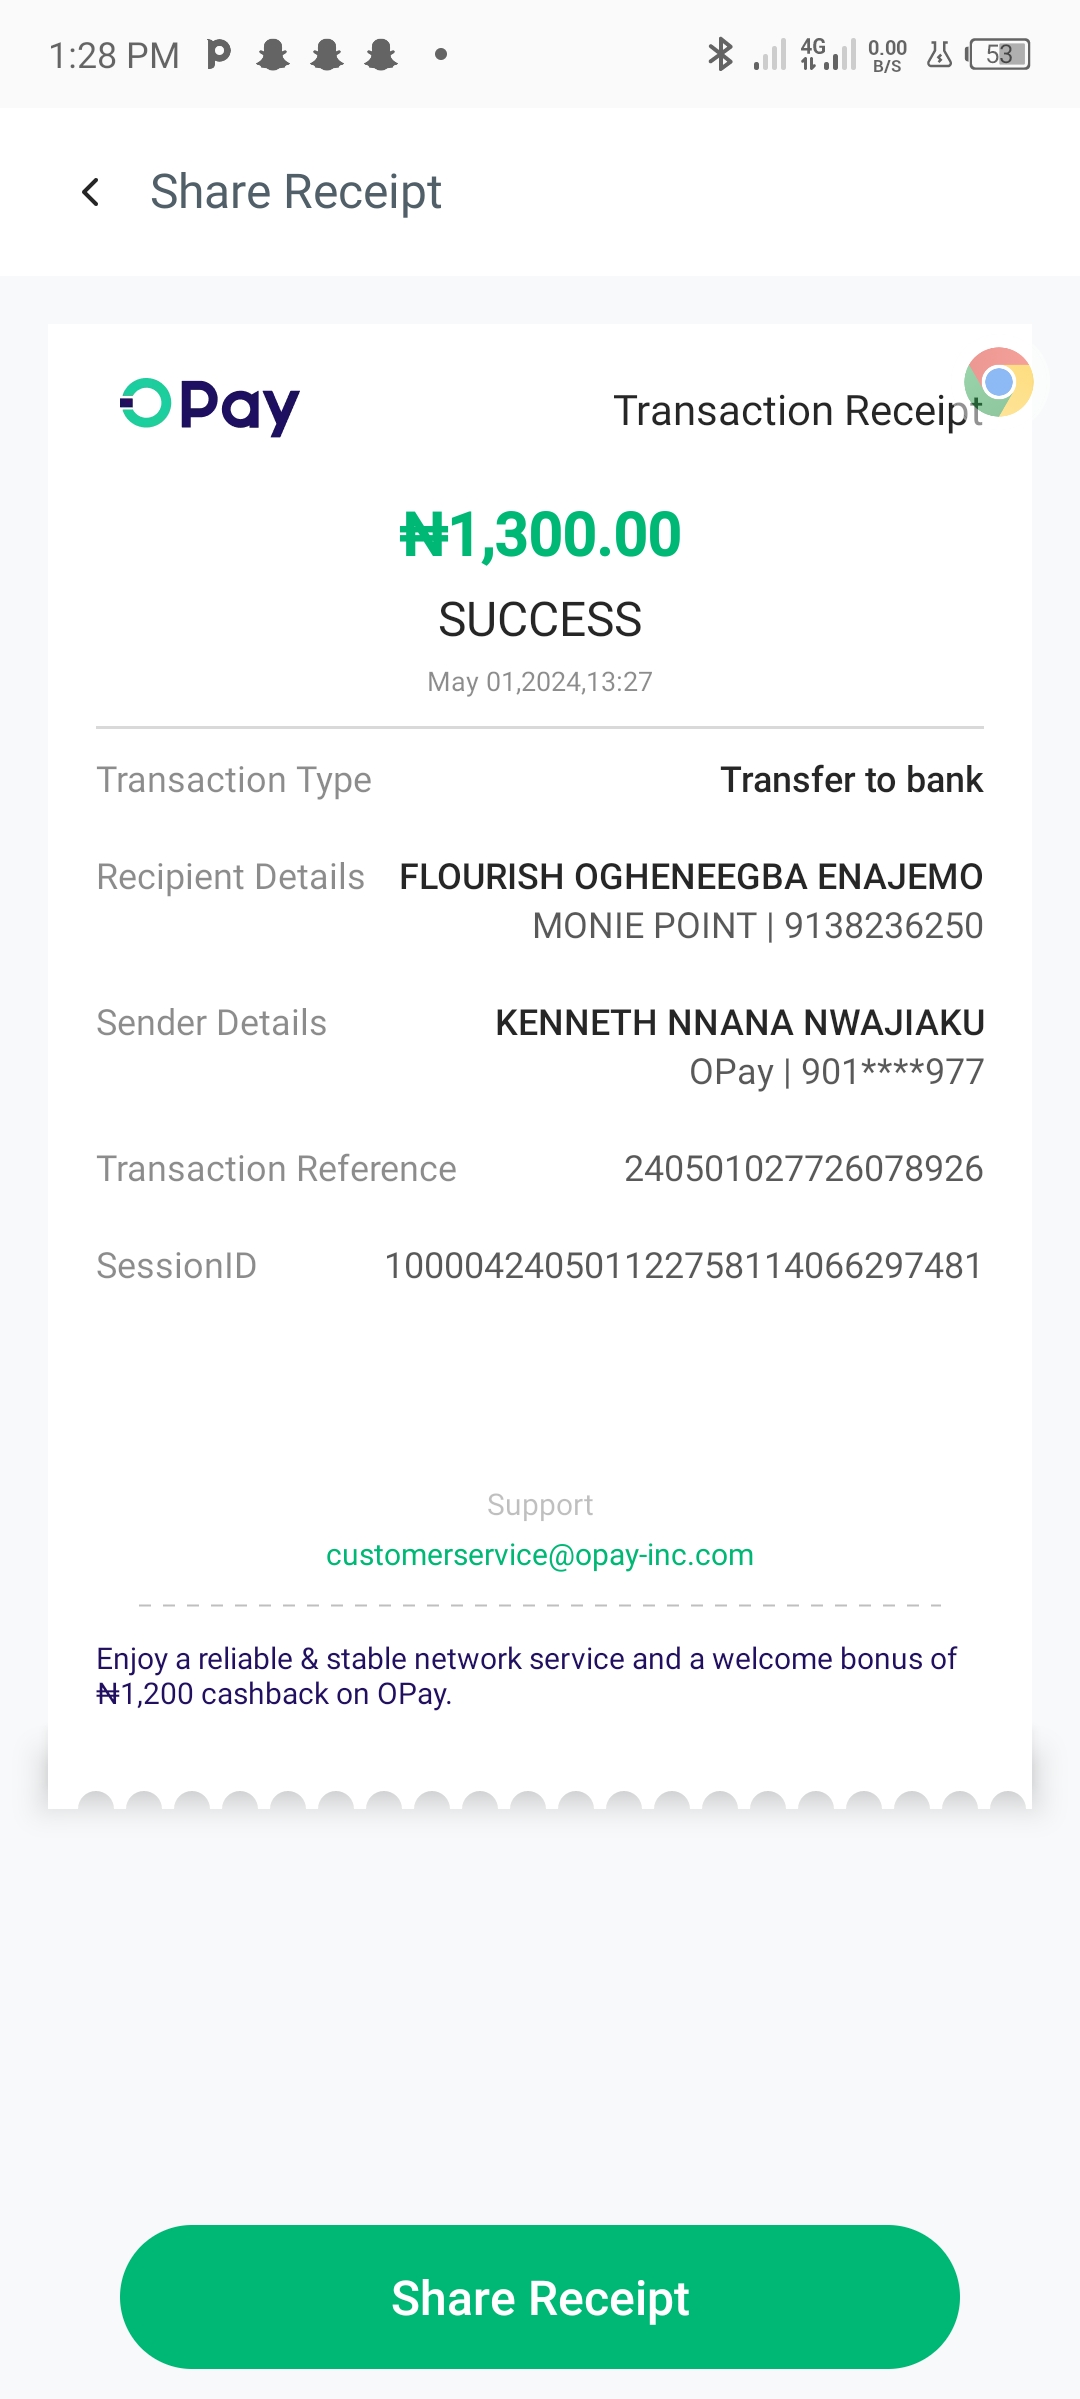 1:28 PM
4G
0.00
B/S
53
Share Receipt
OPay
Transaction Receipt
₦1,300.00
SUCCESS
May 01,2024,13:27
Transaction Type Transfer to bank
Recipient Details FLOURISH OGHENEEGBA ENAJEMO
MONIE POINT | 9138236250
Sender Details KENNETH NNANA NWAJIAKU
OPay | 901****977
Transaction Reference 240501027726078926
SessionID 100004240501122758114066297481
Support
customerservice@opay-inc.com
Enjoy a reliable & stable network service and a welcome bonus of
₦1,200 cashback on OPay.
Share Receipt